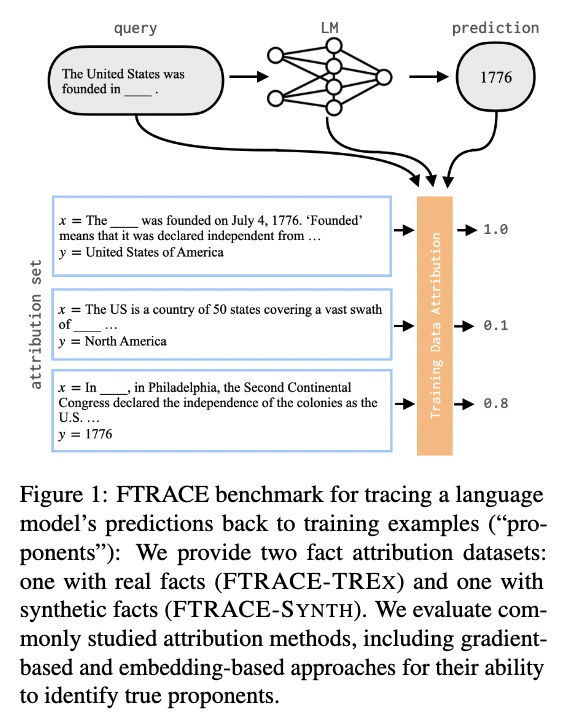 query
LM
prediction
The United States was
founded in ____ .
1776
attribution set
x = The ____ was founded on July 4, 1776. ‘Founded’
means that it was declared independent from …
y = United States of America
x = The US is a country of 50 states covering a vast swath
of ____ …
y = North America
x = In ____, in Philadelphia, the Second Continental
Congress declared the independence of the colonies as the
U.S. …
y = 1776
Training Data Attribution
1.0
0.1
0.8
Figure 1: FTRACE benchmark for tracing a language
model’s predictions back to training examples (“pro-
ponents”): We provide two fact attribution datasets:
one with real facts (FTRACE-TREX) and one with
synthetic facts (FTRACE-SYNTH). We evaluate com-
monly studied attribution methods, including gradient-
based and embedding-based approaches for their ability
to identify true proponents.